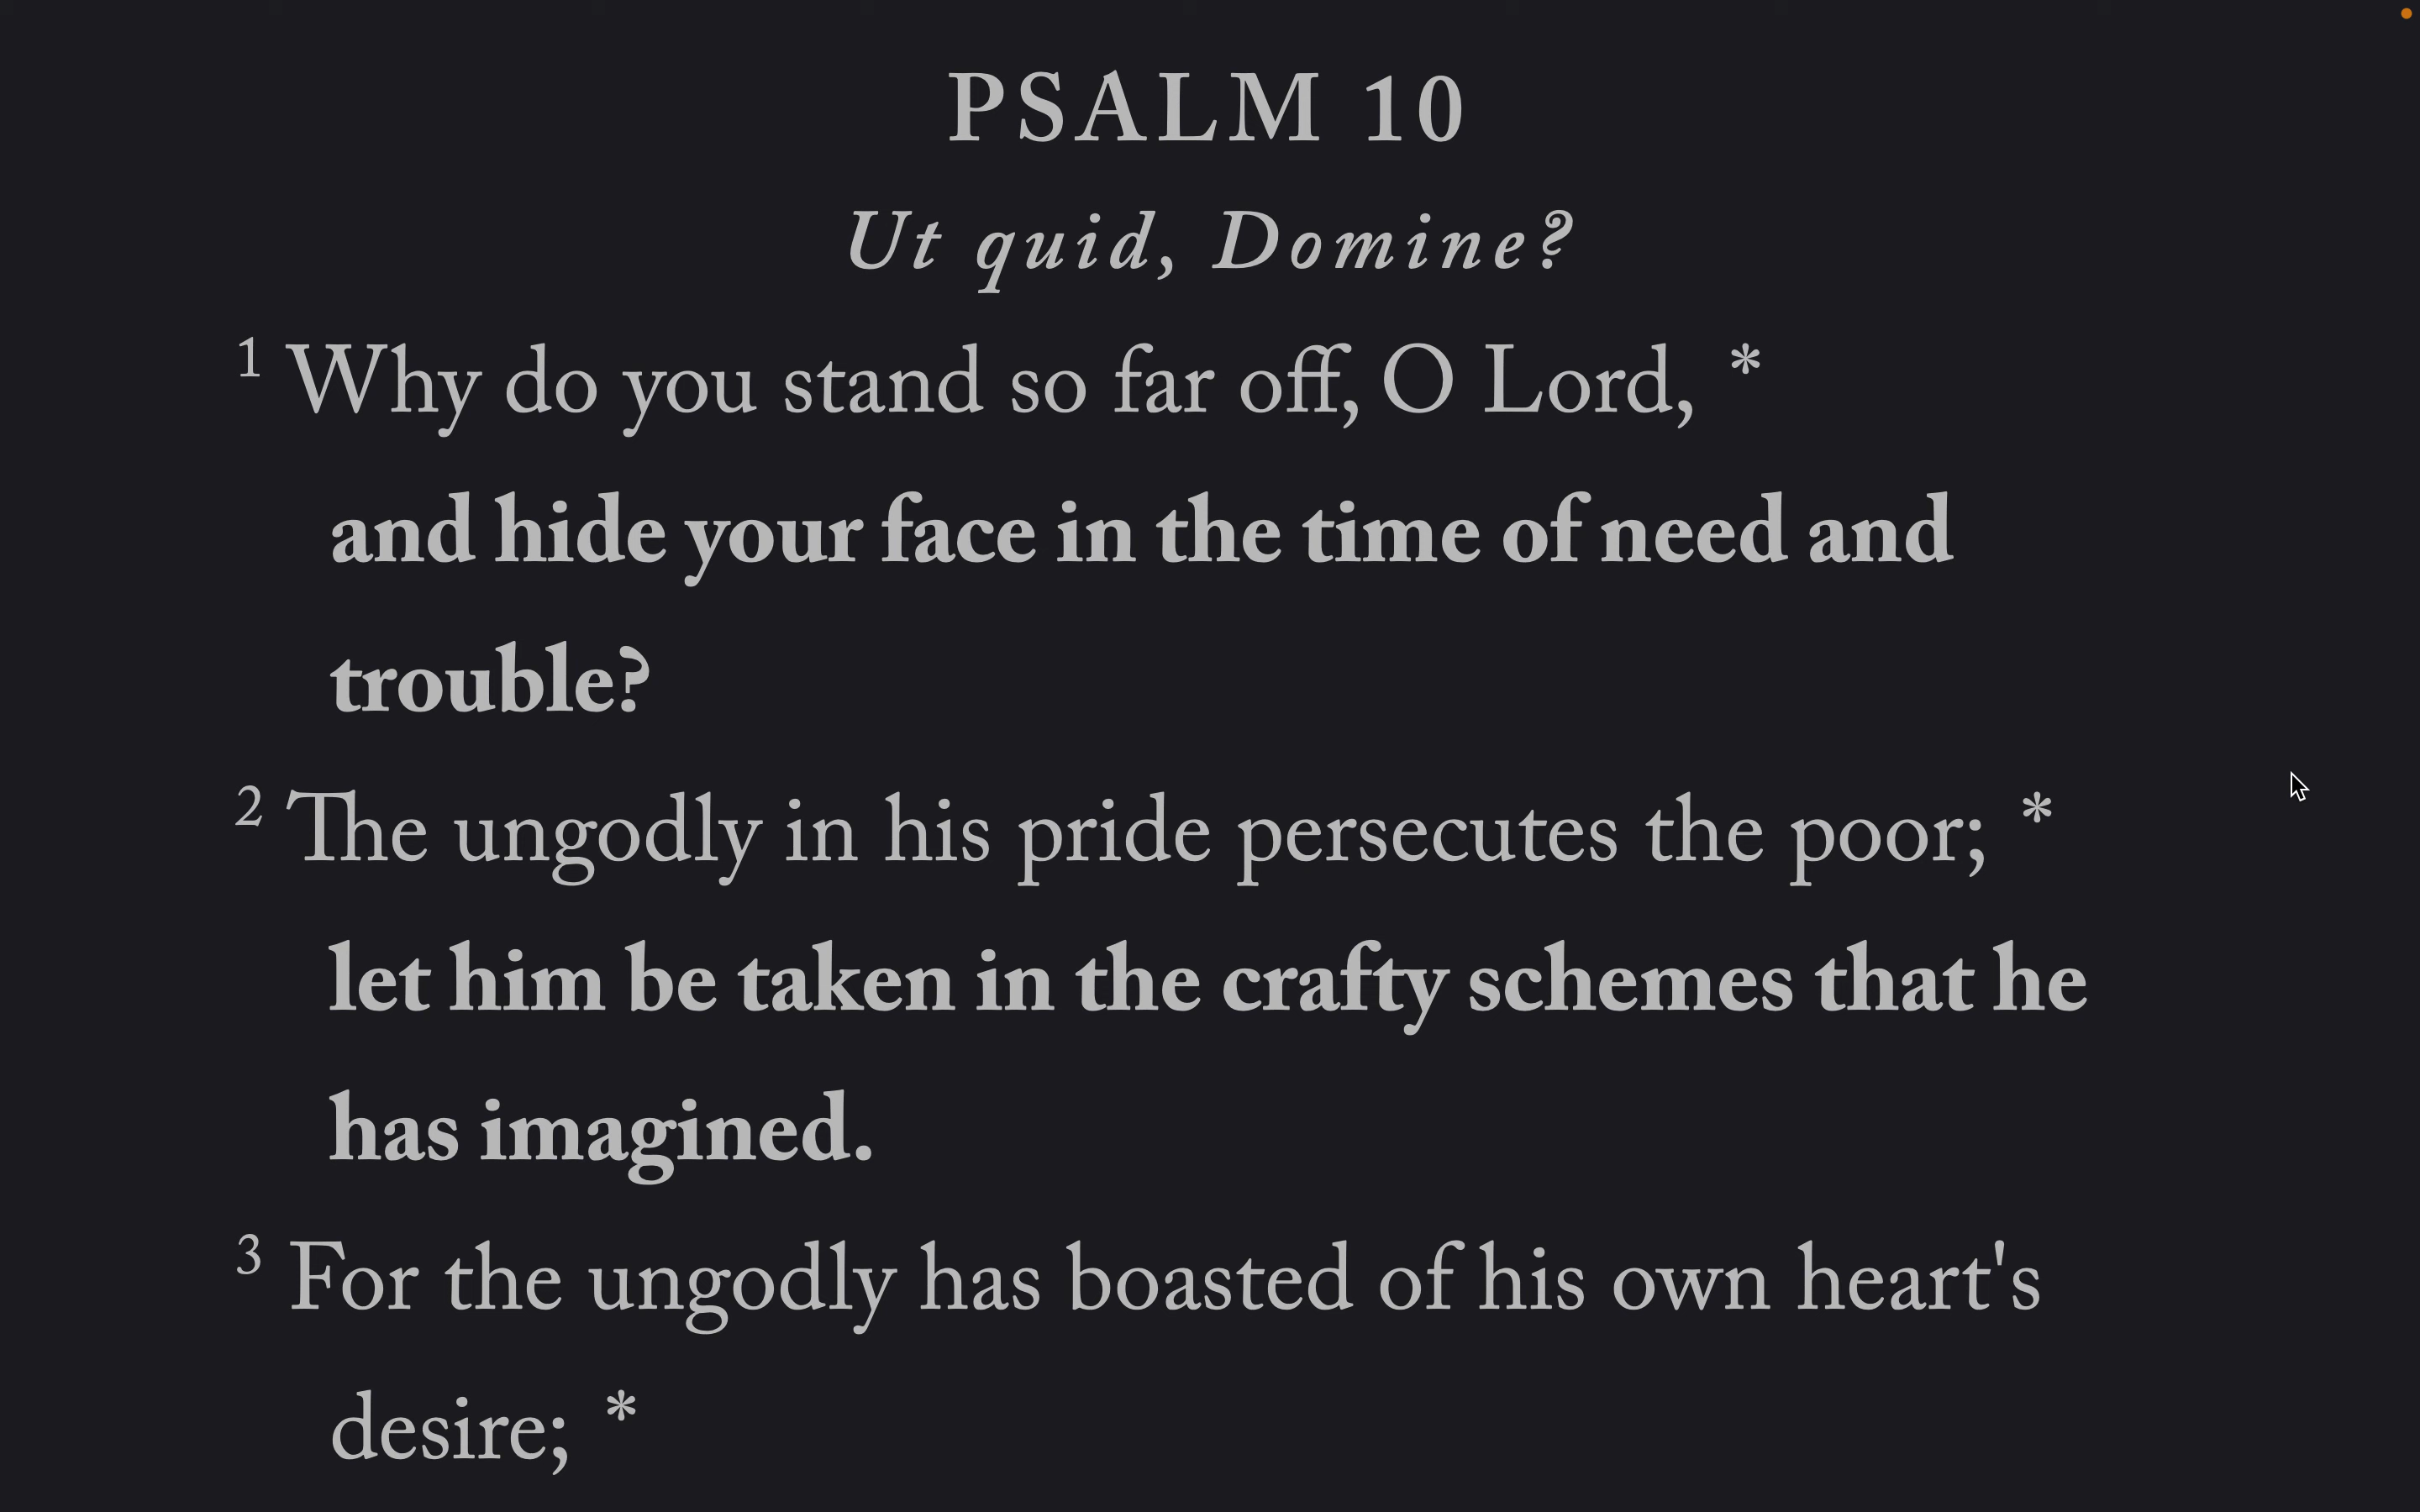 PSALM 10
Ut quid, Domine?
1 Why do you stand so far off, O Lord, *
and hide your face in the time of need and
trouble?
2 The ungodly in his pride persecutes the poor; *
let him be taken in the crafty schemes that he
has imagined.
3 For the ungodly has boasted of his own heart's
desire; *